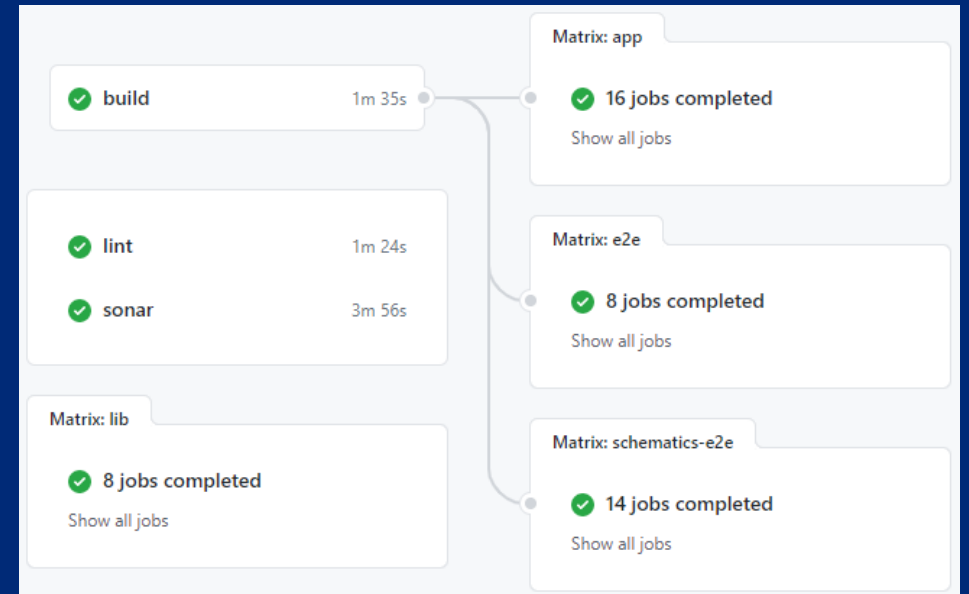 build 1m 35s
lint 1m 24s
sonar 3m 56s
Matrix: lib
8 jobs completed
Show all jobs
Matrix: app
16 jobs completed
Show all jobs
Matrix: e2e
8 jobs completed
Show all jobs
Matrix: schematics-e2e
14 jobs completed
Show all jobs